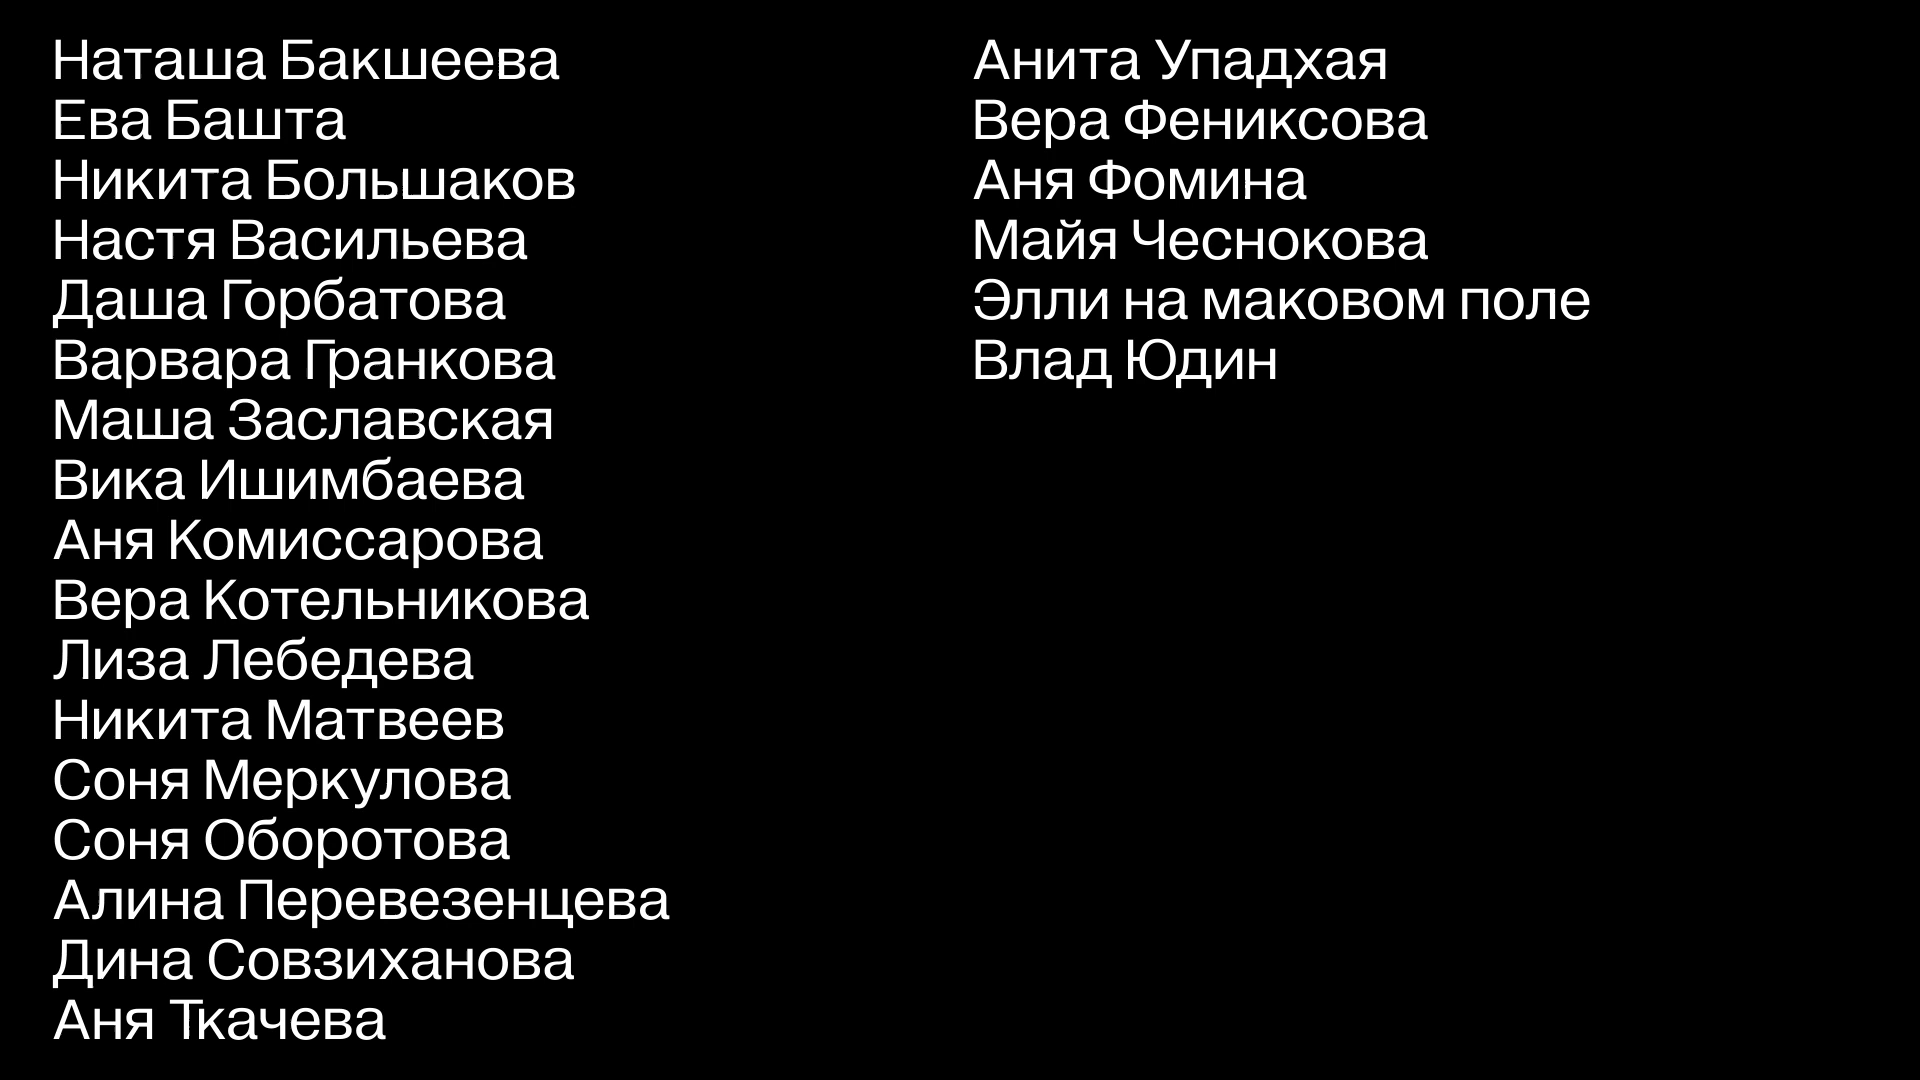 Наташа Бакшеева
Ева Башта
Никита Большаков
Настя Васильева
Даша Горбатова
Варвара Гранкова
Маша Заславская
Вика Ишимбаева
Аня Комиссарова
Вера Котельникова
Лиза Лебедева
Никита Матвеев
Соня Меркулова
Соня Оборотова
Алина Перевезенцева
Дина Совзиханова
Аня Ткачева
Анита Упадхая
Вера Фениксова
Аня Фомина
Майя Чеснокова
Элли на маковом поле
Влад Юдин